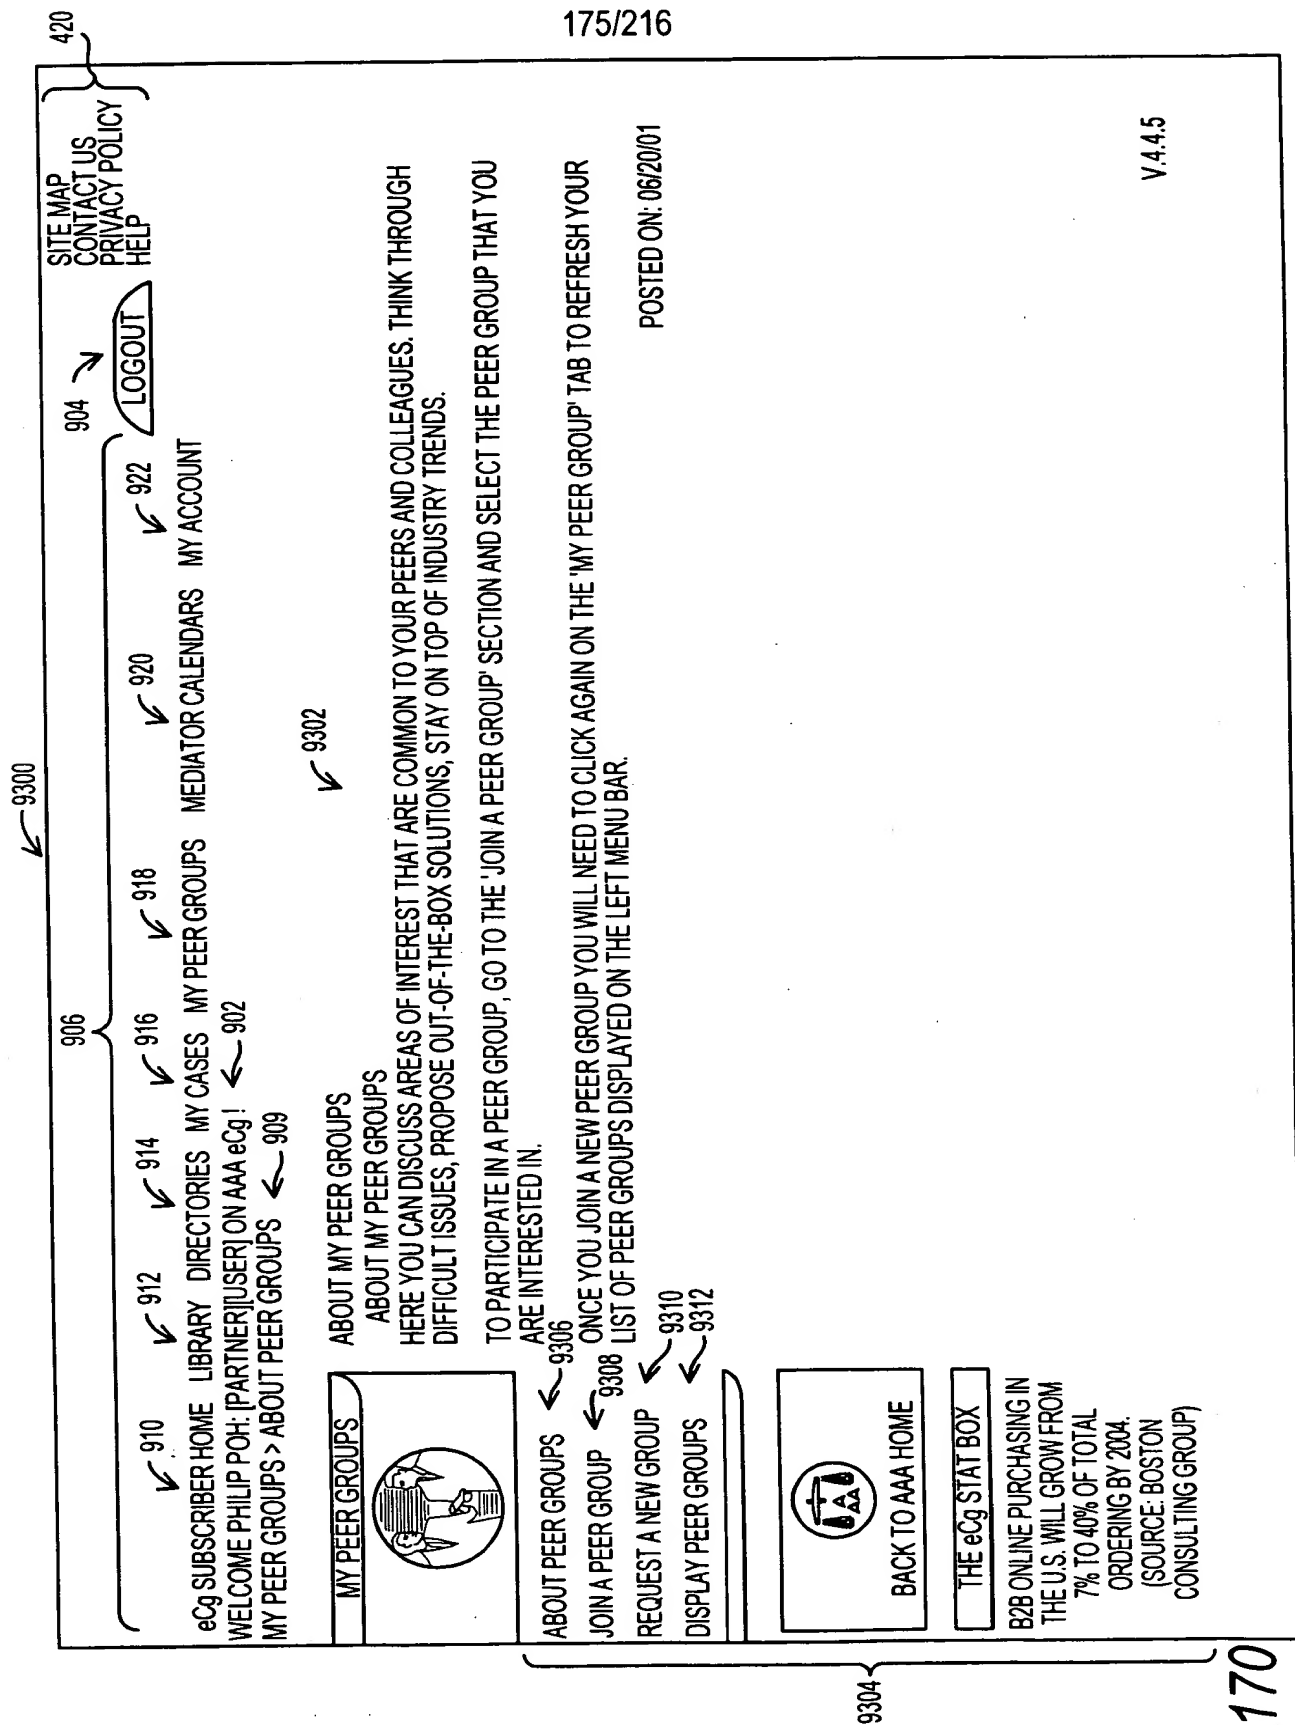 175/216
9300
420
SITE MAP
CONTACT US
PRIVACY POLICY
HELP
904
LOGOUT
906
910 912 914 916 918 920 922
eCg SUBSCRIBER HOME LIBRARY DIRECTORIES MY CASES MY PEER GROUPS MEDIATOR CALENDARS MY ACCOUNT
WELCOME PHILIP POH: [PARTNER][USER] ON AAA eCg! 902
MY PEER GROUPS > ABOUT PEER GROUPS 909
9302
MY PEER GROUPS
ABOUT PEER GROUPS 9306
JOIN A PEER GROUP 9308
REQUEST A NEW GROUP 9310
DISPLAY PEER GROUPS 9312
AAA
BACK TO AAA HOME
THE eCg STAT BOX
B2B ONLINE PURCHASING IN
THE U.S. WILL GROW FROM
7% TO 40% OF TOTAL
ORDERING BY 2004.
(SOURCE: BOSTON
CONSULTING GROUP)
9304
ABOUT MY PEER GROUPS
ABOUT MY PEER GROUPS
HERE YOU CAN DISCUSS AREAS OF INTEREST THAT ARE COMMON TO YOUR PEERS AND COLLEAGUES. THINK THROUGH
DIFFICULT ISSUES, PROPOSE OUT-OF-THE-BOX SOLUTIONS, STAY ON TOP OF INDUSTRY TRENDS.
TO PARTICIPATE IN A PEER GROUP, GO TO THE 'JOIN A PEER GROUP' SECTION AND SELECT THE PEER GROUP THAT YOU
ARE INTERESTED IN.
ONCE YOU JOIN A NEW PEER GROUP YOU WILL NEED TO CLICK AGAIN ON THE 'MY PEER GROUP' TAB TO REFRESH YOUR
LIST OF PEER GROUPS DISPLAYED ON THE LEFT MENU BAR.
POSTED ON: 06/20/01
V.4.4.5
170